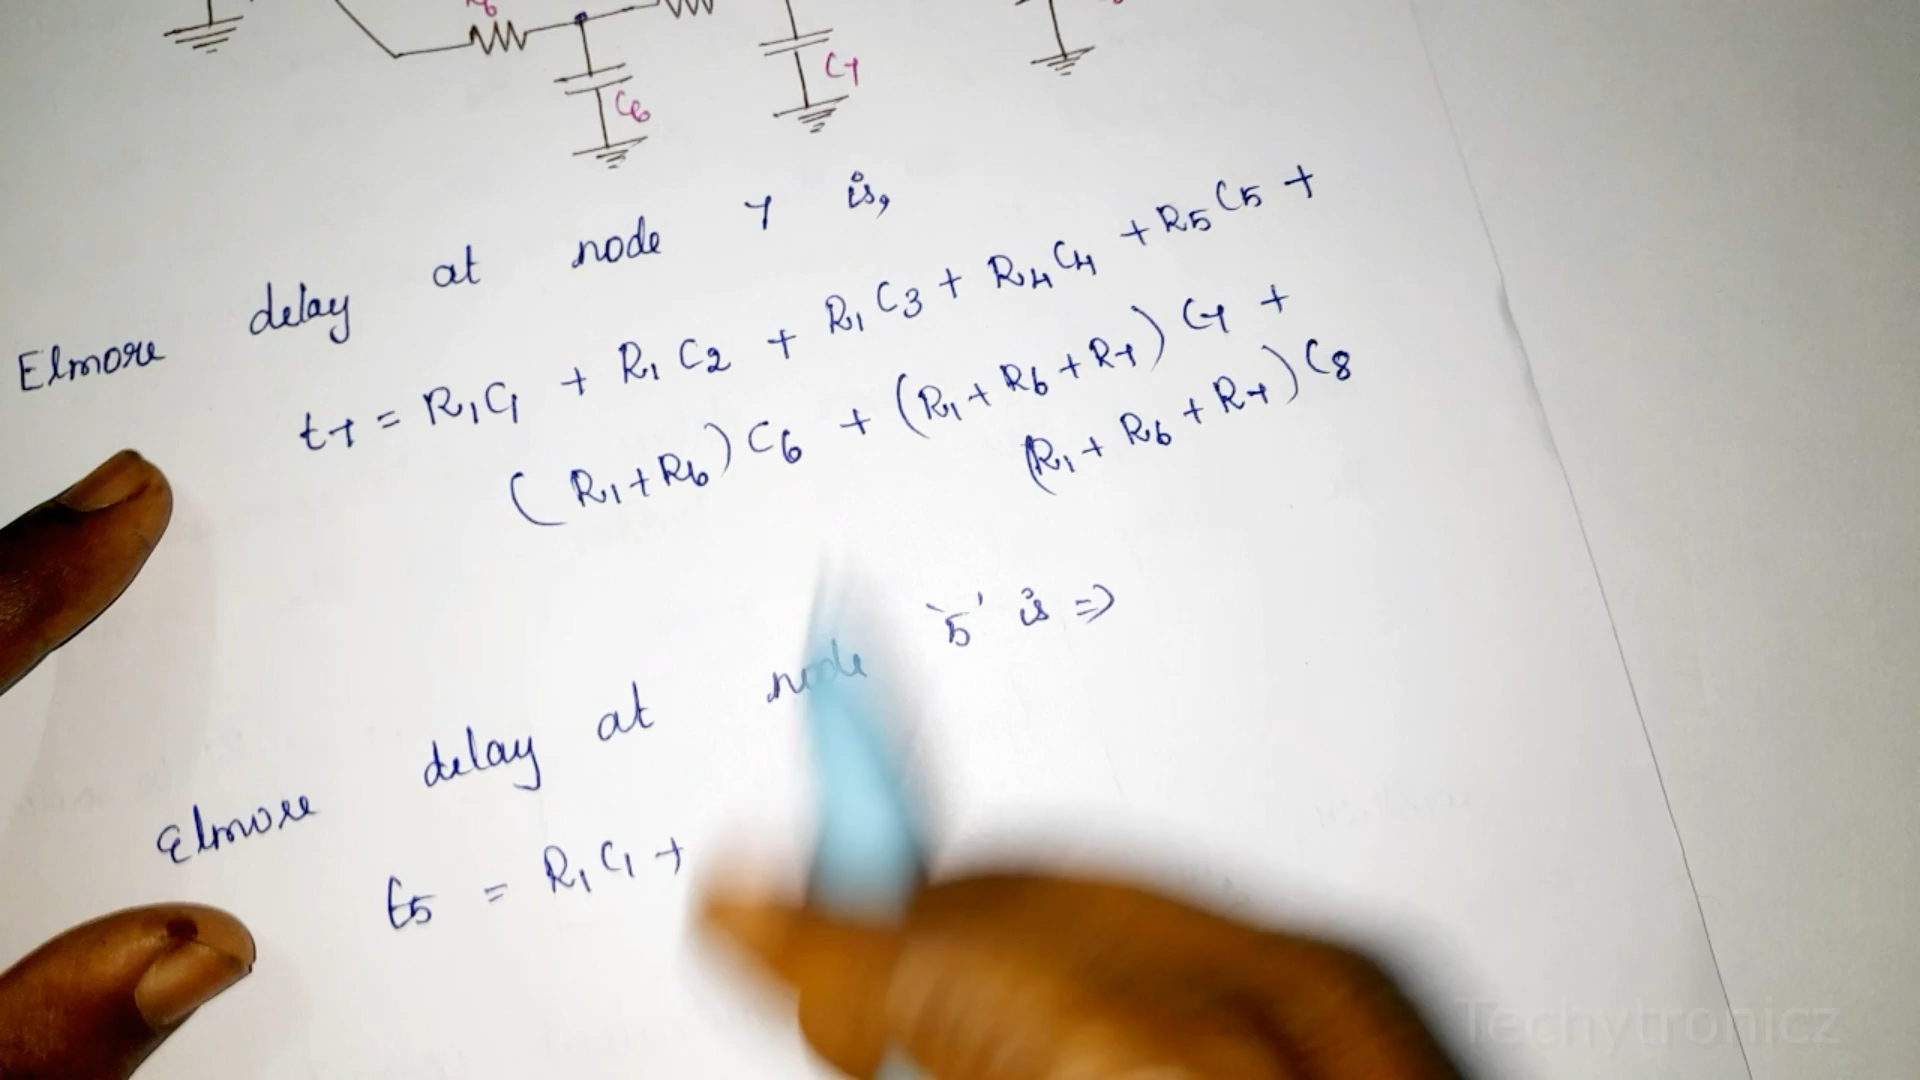 R6
C6
C7
Elmore delay at node 7 is,
t7 = R1C1 + R1C2 + R1C3 + R4C4 + R5C5 +
(R1+R6)C6 + (R1+R6+R7)C7 +
(R1+R6+R7)C8
Elmore delay at node '5' is =>
t5 = R1C1 +
Techytronicz